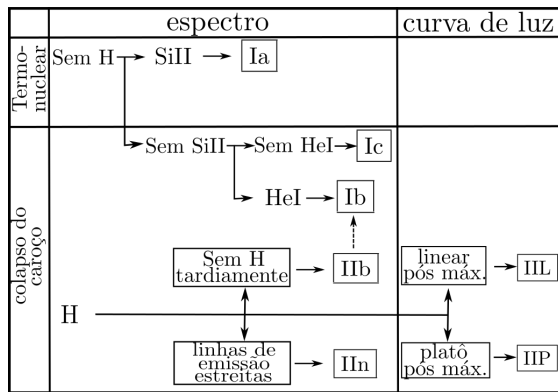 espectro
curva de luz
Termo-
nuclear
Sem H
SiII
Ia
colapso do
caroço
Sem SiII
Sem HeI
Ic
HeI
Ib
Sem H
tardiamente
IIb
linear
pós máx.
IIL
H
linhas de
emissão
estreitas
IIn
platô
pós máx.
IIP